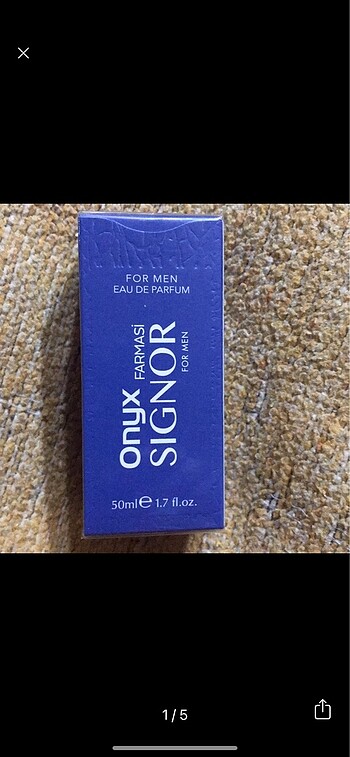 FOR MEN
EAU DE PARFUM
onyx
FARMASi
SIGNOR
FOR MEN
50ml e 1.7 fl.oz.
1/5